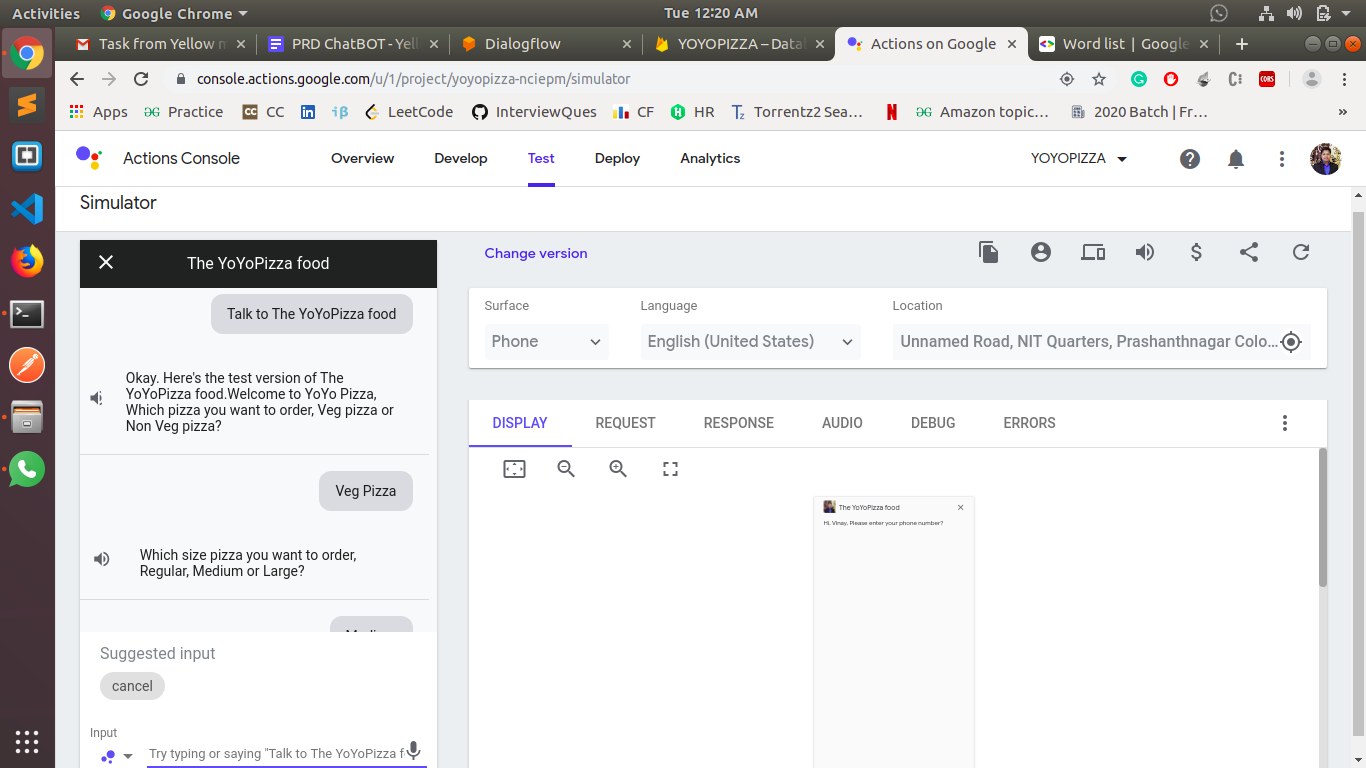 Activities
Google Chrome
Tue 12:20 AM
Task from Yellow m
PRD ChatBOT - Yell
Dialogflow
YOYOPIZZA – Datal
Actions on Google
Word list | Google
console.actions.google.com/u/1/project/yoyopizza-nciepm/simulator
Apps
Practice
CC
LeetCode
InterviewQues
CF
HR
Torrentz2 Sea…
Amazon topic…
2020 Batch | Fr…
»
Actions Console
Overview
Develop
Test
Deploy
Analytics
YOYOPIZZA
Simulator
The YoYoPizza food
Talk to The YoYoPizza food
Okay. Here's the test version of The
YoYoPizza food.Welcome to YoYo Pizza,
Which pizza you want to order, Veg pizza or
Non Veg pizza?
Veg Pizza
Which size pizza you want to order,
Regular, Medium or Large?
Suggested input
cancel
Input
Try typing or saying "Talk to The YoYoPizza f
Change version
Surface
Language
Location
Phone
English (United States)
Unnamed Road, NIT Quarters, Prashanthnagar Colo...
DISPLAY
REQUEST
RESPONSE
AUDIO
DEBUG
ERRORS
The YoYoPizza food
Hi, Vinay, Please enter your phone number?